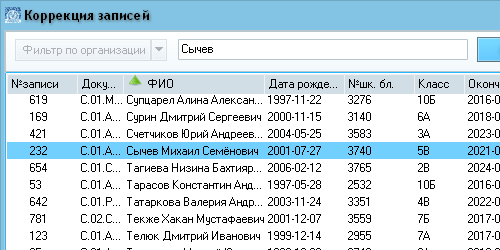 Коррекция записей
Фильтр по организации Сычев
№записи Доку... ФИО Дата рожде... №шк. бл. Класс Оконч
619 С.01.М... Супцарел Алина Алексан... 1997-11-22 3276 10Б 2016-0
169 С.01.А... Сурин Дмитрий Сергеевич 2000-11-15 3140 6А 2018-0
421 С.01.А... Счетчиков Юрий Андреев... 2004-05-25 3583 3А 2023-0
232 С.01.А... Сычев Михаил Семёнович 2001-07-27 3740 5В 2021-0
654 С.01.С... Тагиева Низина Бахтияр... 2006-02-12 3765 2В 2024-0
53 С.01.А... Тарасов Константин Анд... 1997-05-28 2532 10Б 2016-0
642 С.01.Р... Татаркова Валерия Андр... 2003-11-24 3351 4В 2022-0
781 С.02.С... Текже Хакан Мустафаевич 2001-12-07 3559 7Б 2017-0
123 С.01.А... Телюк Дмитрий Иванович 1999-12-14 2955 7А 2017-0